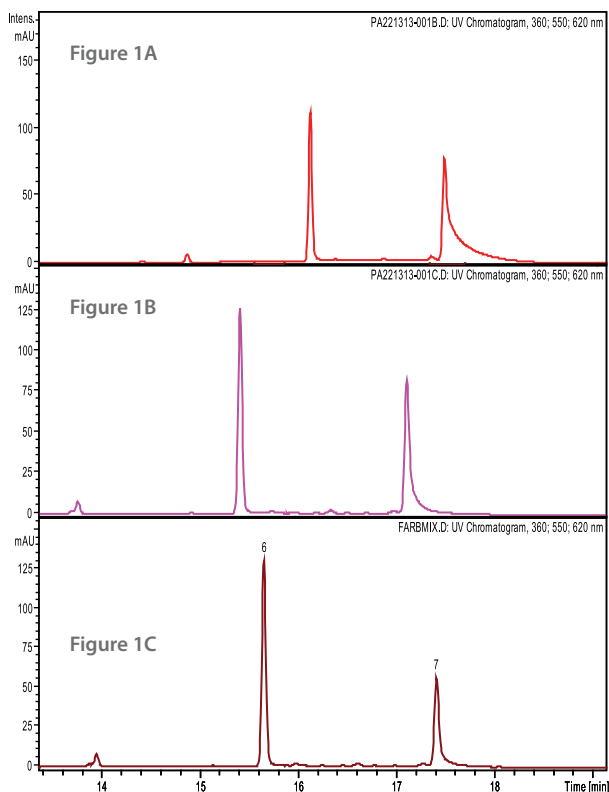 Intens.
mAU
PA221313-001B.D: UV Chromatogram, 360; 550; 620 nm
Figure 1A
150
100
50
0
mAU
PA221313-001C.D: UV Chromatogram, 360; 550; 620 nm
Figure 1B
125
100
75
50
25
0
mAU
FARBMIX.D: UV Chromatogram, 360; 550; 620 nm
6
125
100
Figure 1C
75
7
50
25
0
14 15 16 17 18 Time [min]